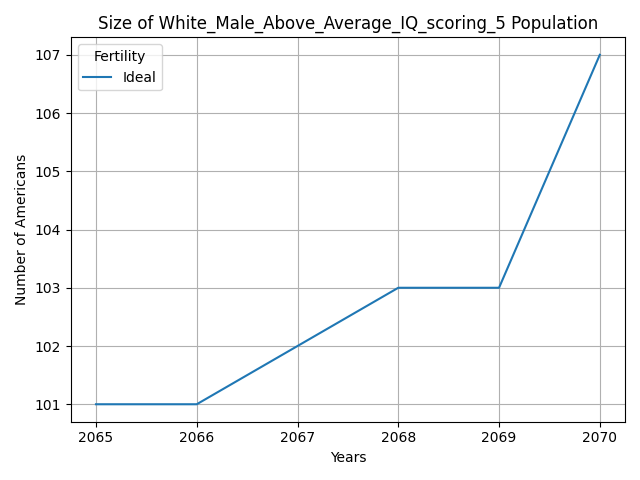 Size of White_Male_Above_Average_IQ_scoring_5 Population
Fertility
Ideal
Number of Americans
107
106
105
104
103
102
101
2065 2066 2067 2068 2069 2070
Years